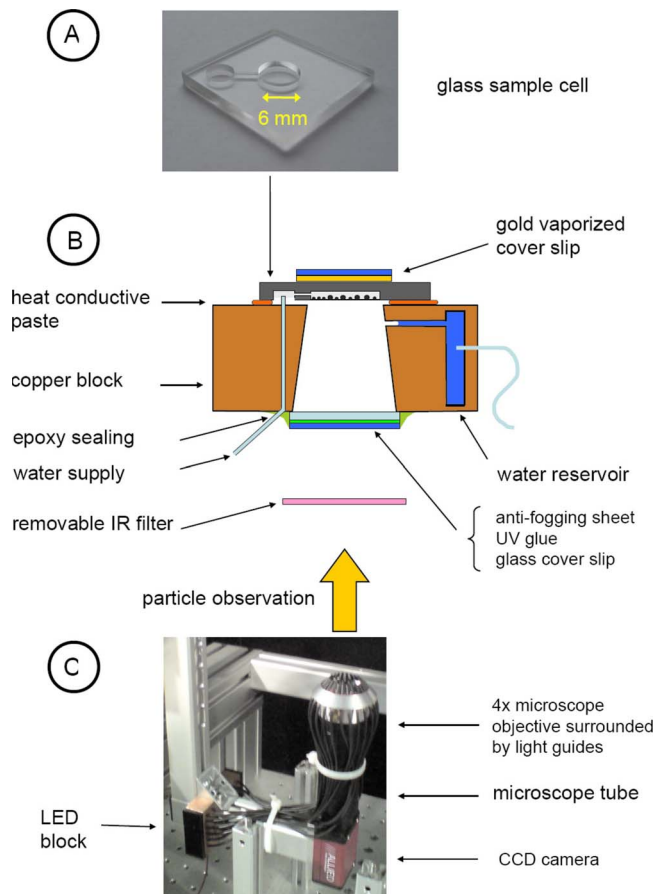 A
glass sample cell
6 mm
B
gold vaporized
cover slip
heat conductive
paste
copper block
epoxy sealing
water supply
removable IR filter
water reservoir
anti-fogging sheet
UV glue
glass cover slip
particle observation
C
4x microscope
objective surrounded
by light guides
microscope tube
LED
block
ALLIED
CCD camera